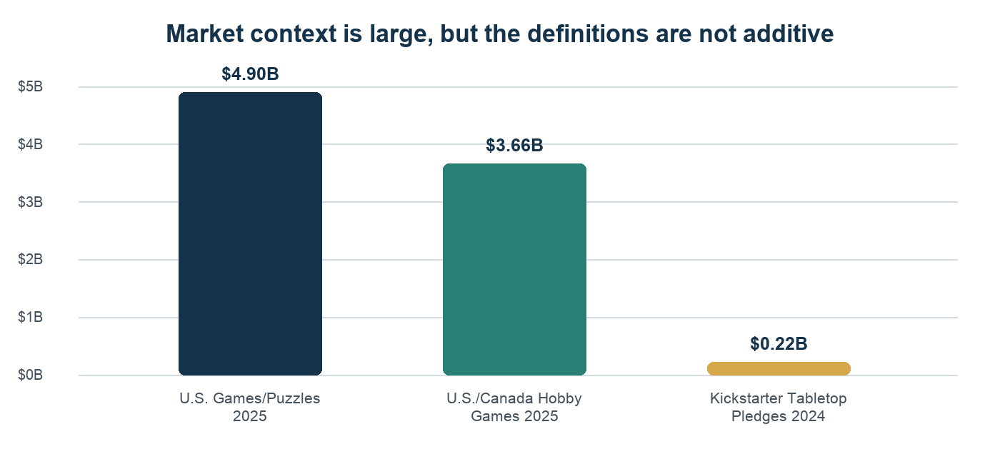 Market context is large, but the definitions are not additive
$4.90B
$5B
$4B
$3.66B
$3B
$2B
$1B
$0.22B
$0B
U.S. Games/Puzzles
2025
U.S./Canada Hobby
Games 2025
Kickstarter Tabletop
Pledges 2024